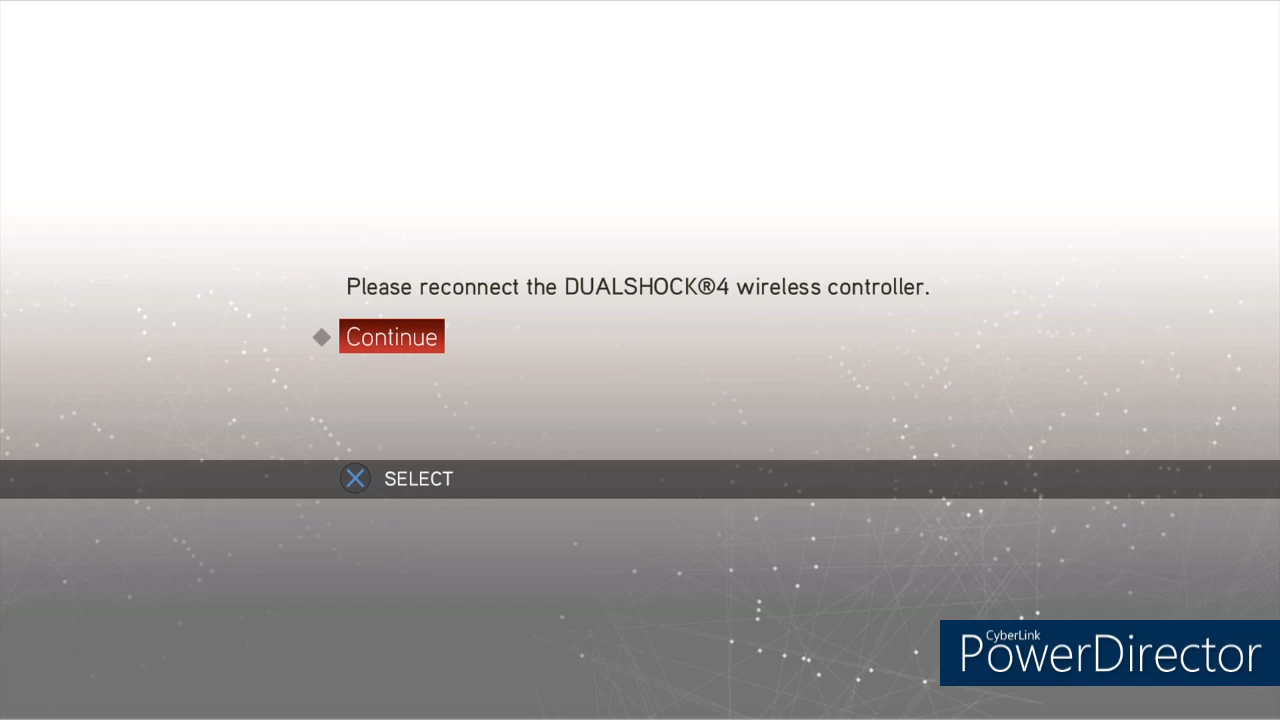 Please reconnect the DUALSHOCK®4 wireless controller.
Continue
SELECT
CyberLink
PowerDirector